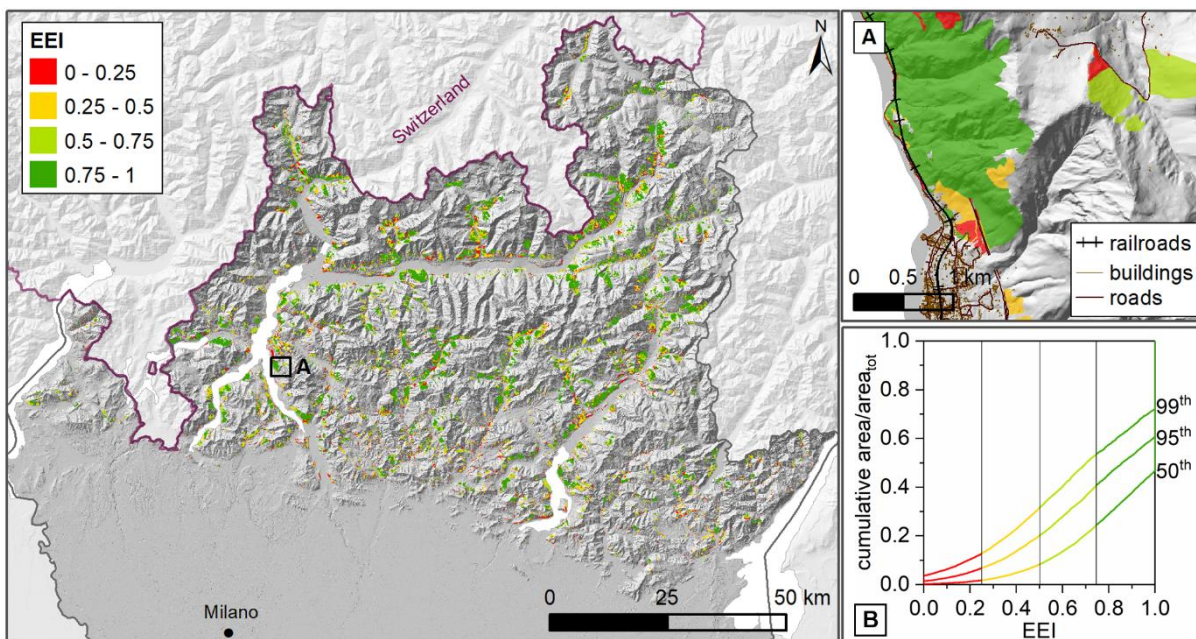 EEI
0 - 0.25
0.25 - 0.5
0.5 - 0.75
0.75 - 1
Switzerland
N
A
Milano
0 25 50 km
A
railroads
buildings
roads
0 0.5 1 km
cumulative area/area_tot
1.0
0.8
0.6
0.4
0.2
0.0
99th
95th
50th
0.0 0.2 0.4 0.6 0.8 1.0
EEI
B